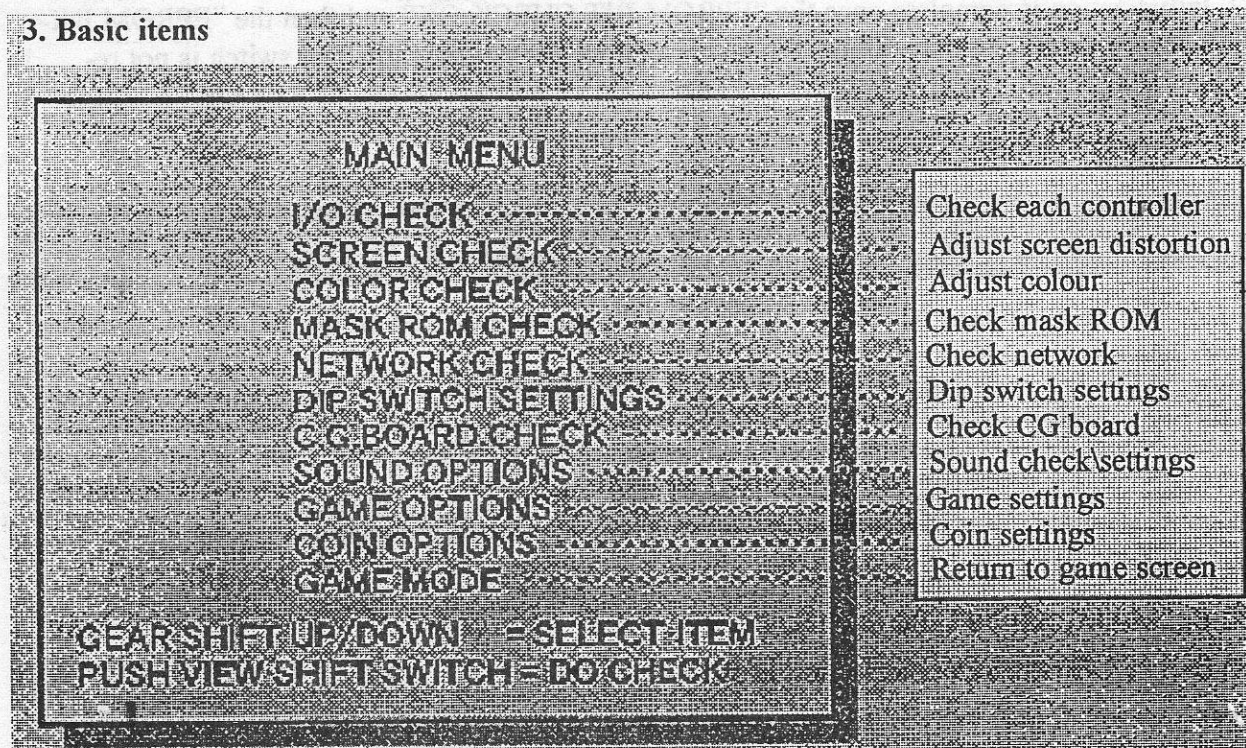 3. Basic items
MAIN MENU
I/O CHECK
SCREEN CHECK
COLOR CHECK
MASK ROM CHECK
NETWORK CHECK
DIP SWITCH SETTINGS
C.G.BOARD CHECK
SOUND OPTIONS
GAME OPTIONS
COIN OPTIONS
GAME MODE
GEAR SHIFT UP/DOWN = SELECT ITEM
PUSH VIEW SHIFT SWITCH = DO CHECK
Check each controller
Adjust screen distortion
Adjust colour
Check mask ROM
Check network
Dip switch settings
Check CG board
Sound check\settings
Game settings
Coin settings
Return to game screen